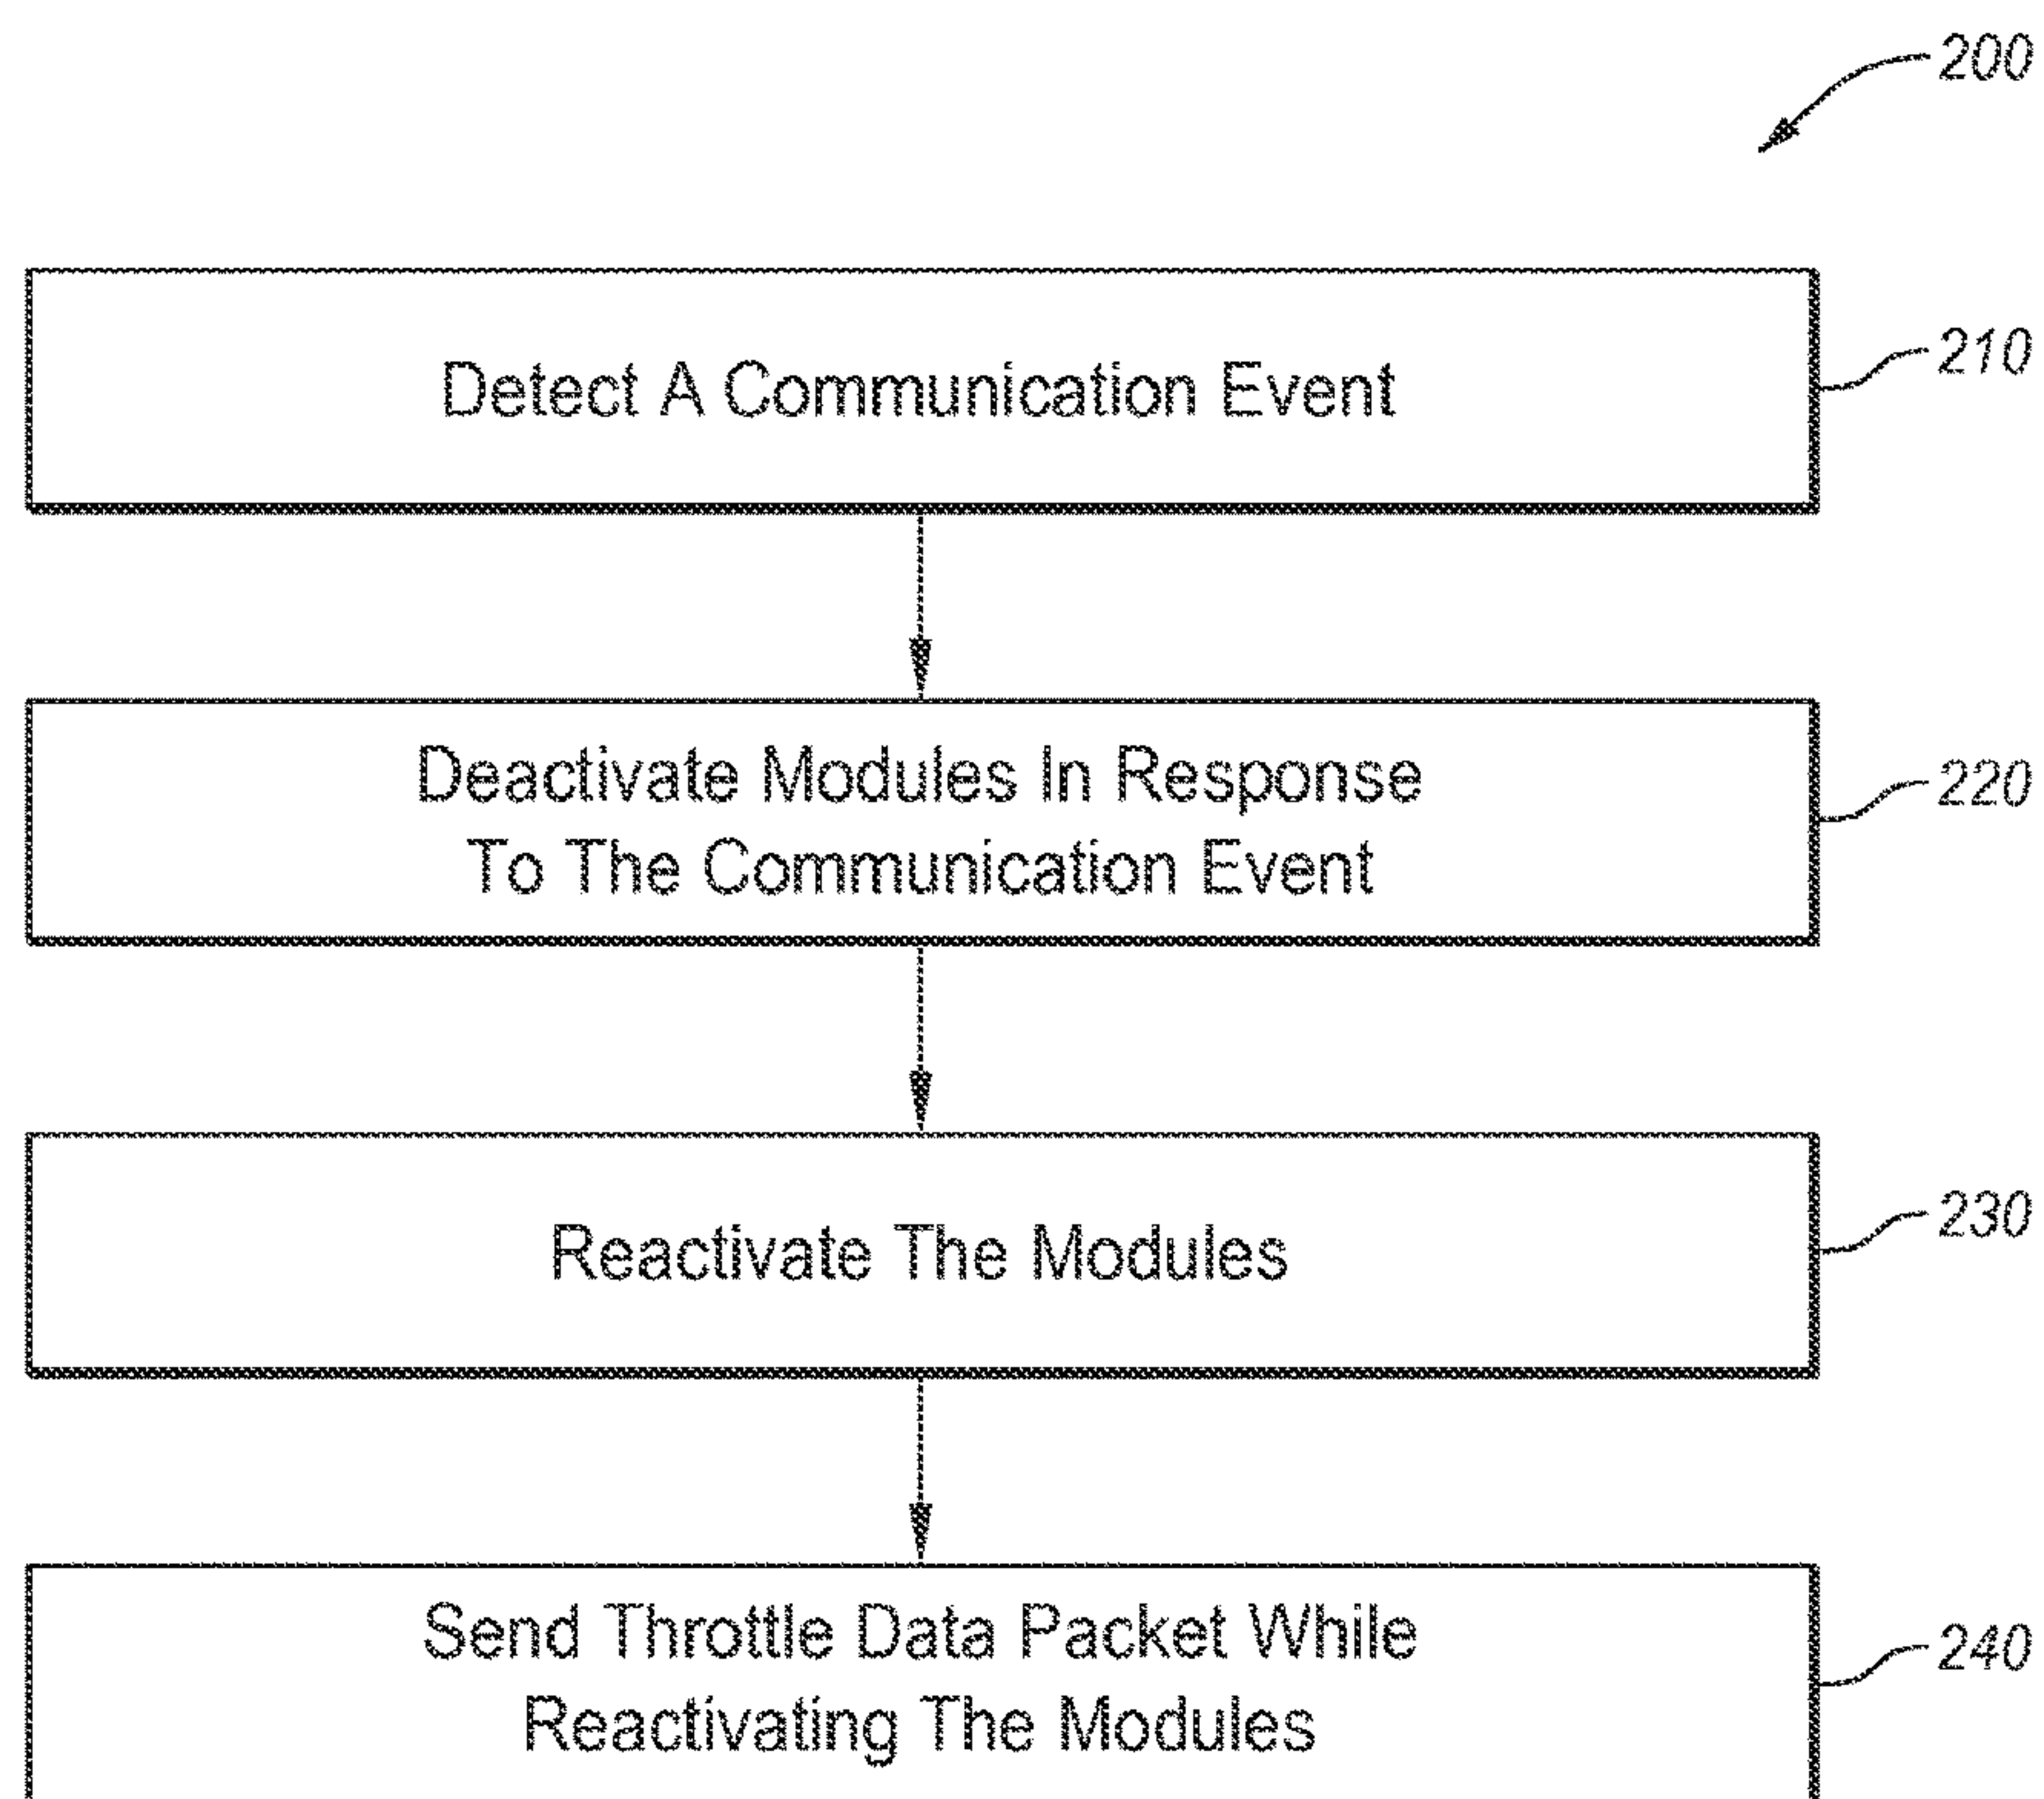 200
Detect A Communication Event
210
Deactivate Modules In Response
To The Communication Event
220
Reactivate The Modules
230
Send Throttle Data Packet While
Reactivating The Modules
240